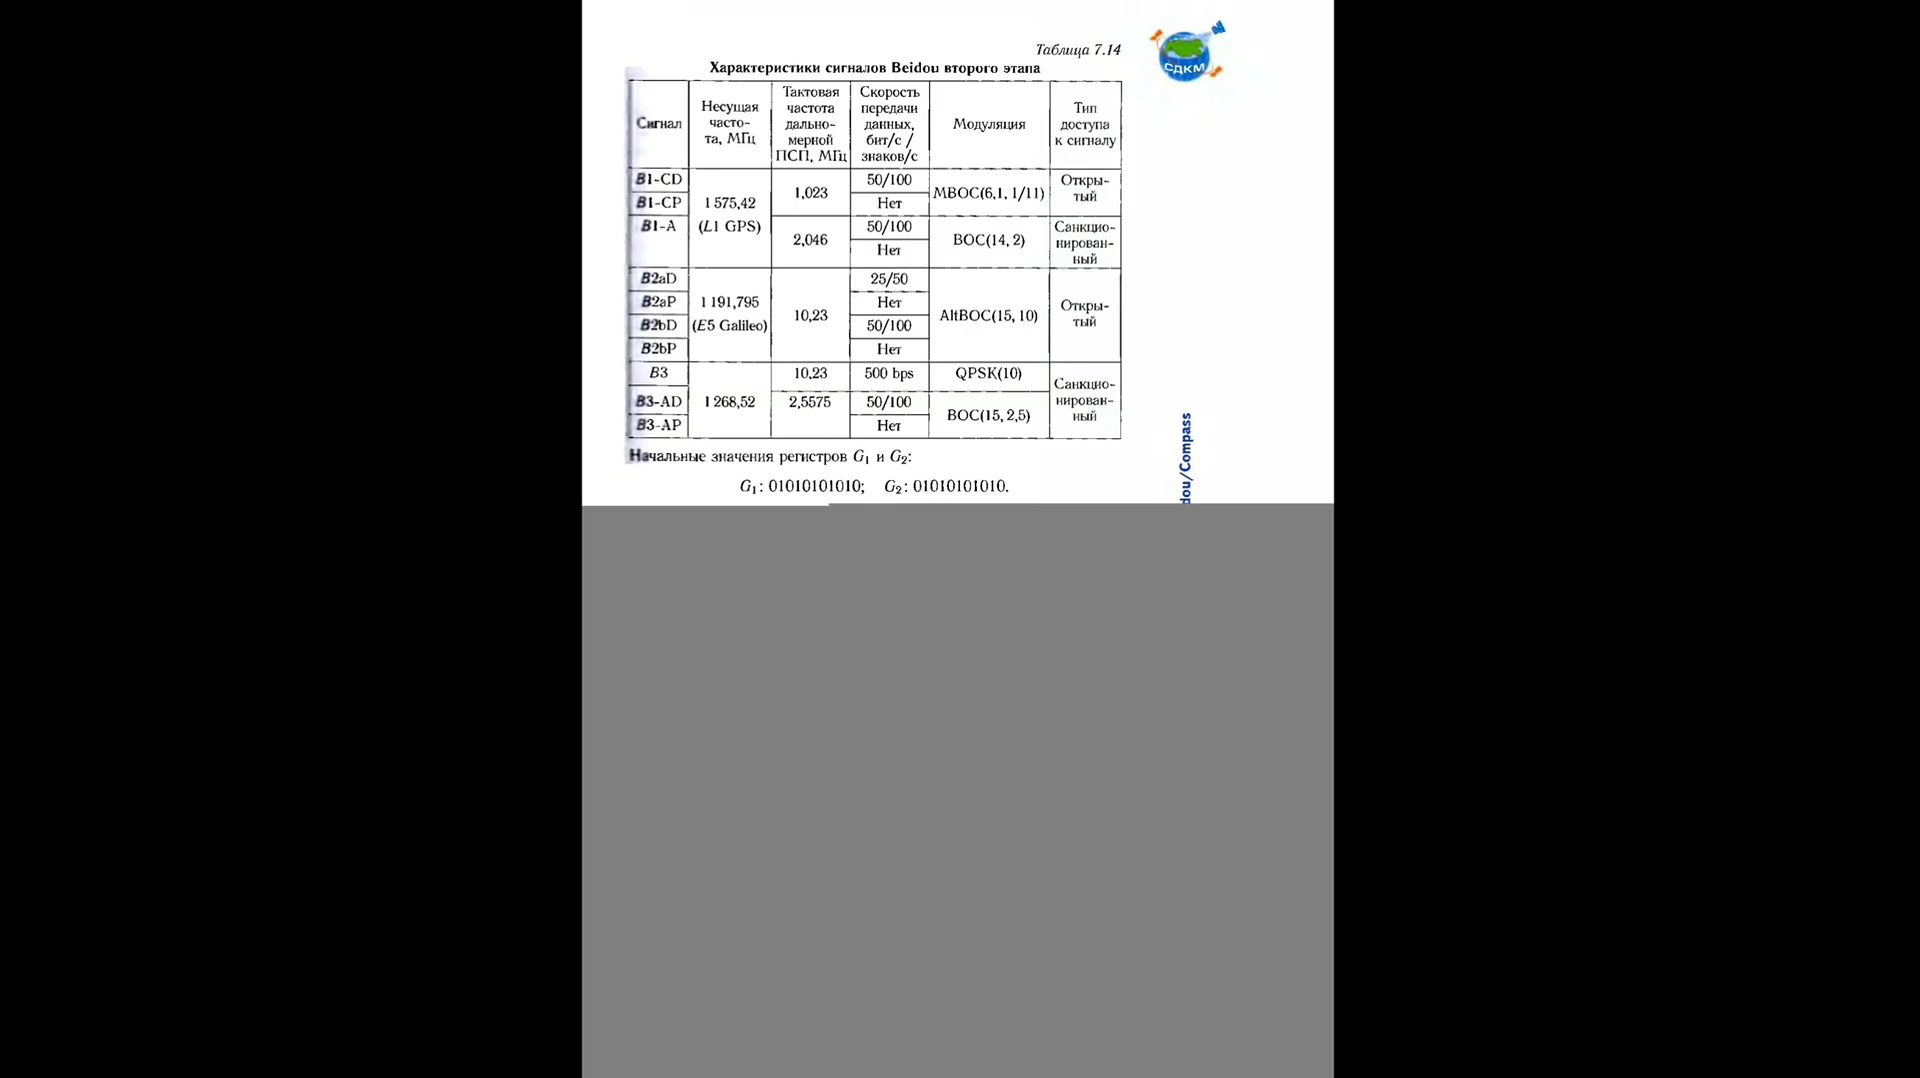 Таблица 7.14
СДКМ
Характеристики сигналов Beidou второго этапа
Сигнал
Несущая
часто-
та, МГц
Тактовая
частота
дально-
мерной
ПСП, МГц
Скорость
передачи
данных,
бит/с /
знаков/с
Модуляция
Тип
доступа
к сигналу
B1-CD
B1-CP
B1-A
1 575,42
(L1 GPS)
1,023
2,046
50/100
Нет
50/100
Нет
MBOC(6,1, 1/11)
BOC(14, 2)
Откры-
тый
Санкцио-
нирован-
ный
B2aD
B2aP
B2bD
B2bP
1 191,795
(E5 Galileo)
10,23
25/50
Нет
50/100
Нет
AltBOC(15, 10)
Откры-
тый
B3
B3-AD
B3-AP
1 268,52
10,23
2,5575
500 bps
50/100
Нет
QPSK(10)
BOC(15, 2,5)
Санкцио-
нирован-
ный
Начальные значения регистров G₁ и G₂:
G₁: 01010101010; G₂: 01010101010.
dou/Compass